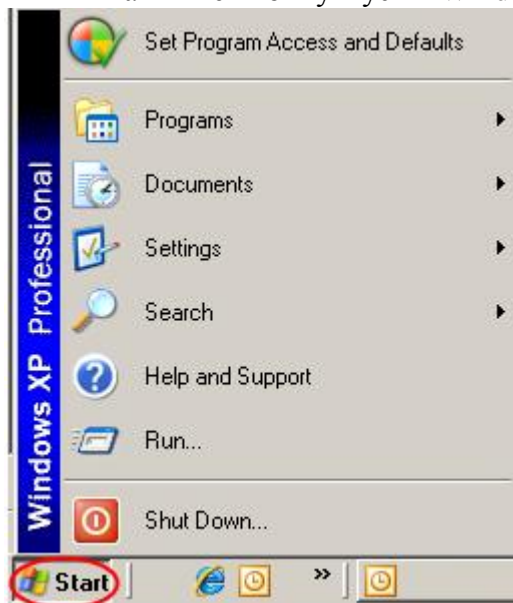 Set Program Access and Defaults
Programs
Documents
Settings
Search
Help and Support
Run...
Shut Down...
Windows XP Professional
Start
»